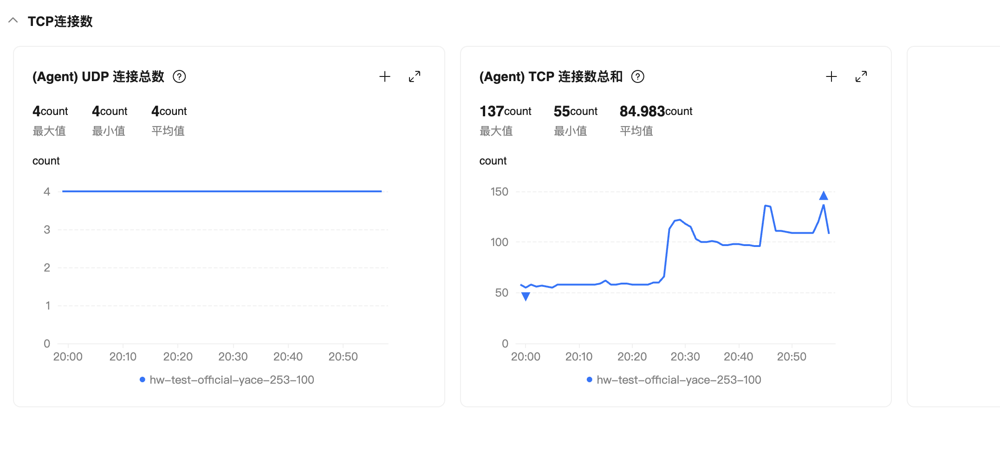 TCP连接数
(Agent) UDP 连接总数
4count 4count 4count
最大值 最小值 平均值
count
4
3
2
1
0
20:00 20:10 20:20 20:30 20:40 20:50
hw-test-official-yace-253-100
(Agent) TCP 连接数总和
137count 55count 84.983count
最大值 最小值 平均值
count
150
100
50
0
20:00 20:10 20:20 20:30 20:40 20:50
hw-test-official-yace-253-100